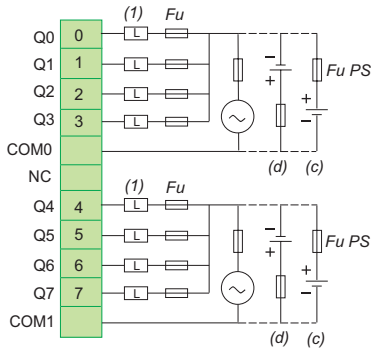 (1) Fu
Q0 0 L
Q1 1 L
Q2 2 L
Q3 3 L
COM0
NC
− + Fu PS
~ + −
(d) (c)
(1) Fu
Q4 4 L
Q5 5 L
Q6 6 L
Q7 7 L
COM1
− + Fu PS
~ + −
(d) (c)